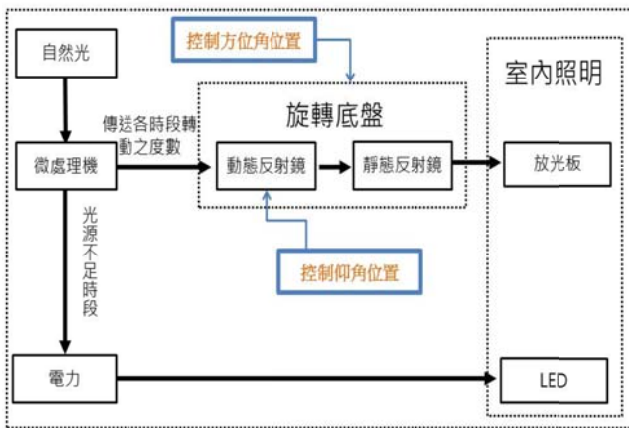 控制方位角位置
自然光
室內照明
旋轉底盤
傳送各時段轉
動之度數
微處理機
動態反射鏡
靜態反射鏡
放光板
光源不足時段
控制仰角位置
電力
LED